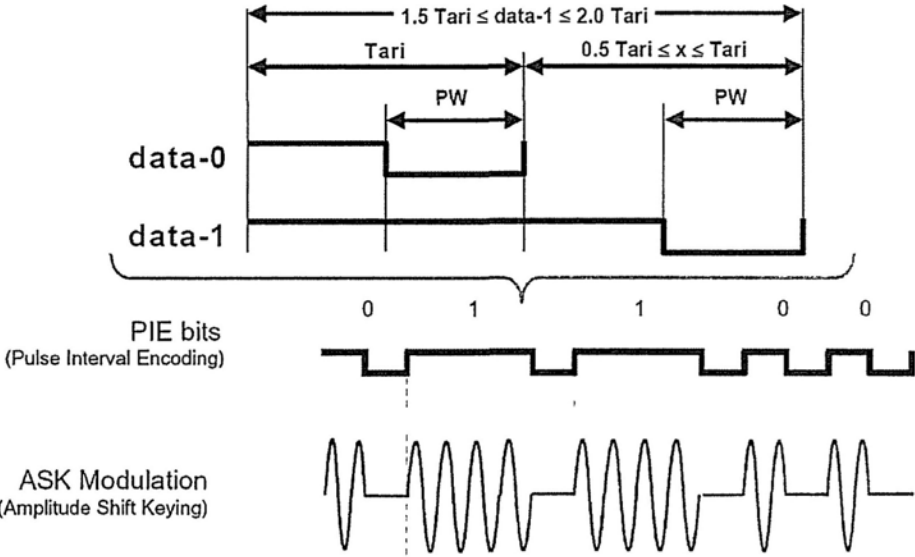 1.5 Tari ≤ data-1 ≤ 2.0 Tari
Tari
0.5 Tari ≤ x ≤ Tari
PW
PW
data-0
data-1
0 1 1 0 0
PIE bits
(Pulse Interval Encoding)
ASK Modulation
(Amplitude Shift Keying)